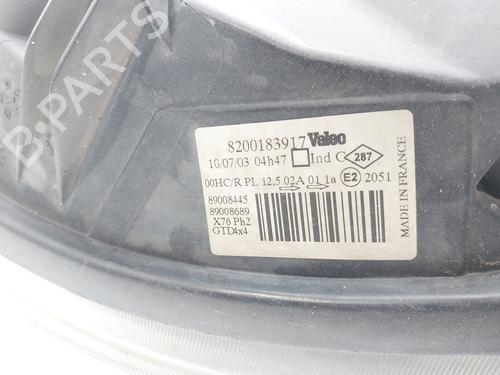 B-PARTS
8200183917 Valeo
10/07/03 04h47 Ind C 287
00HC/R PL 12,5 02A 01 1a E2 2051
89008445
89008689
X76 Ph2
GTD4x4
MADE IN FRANCE